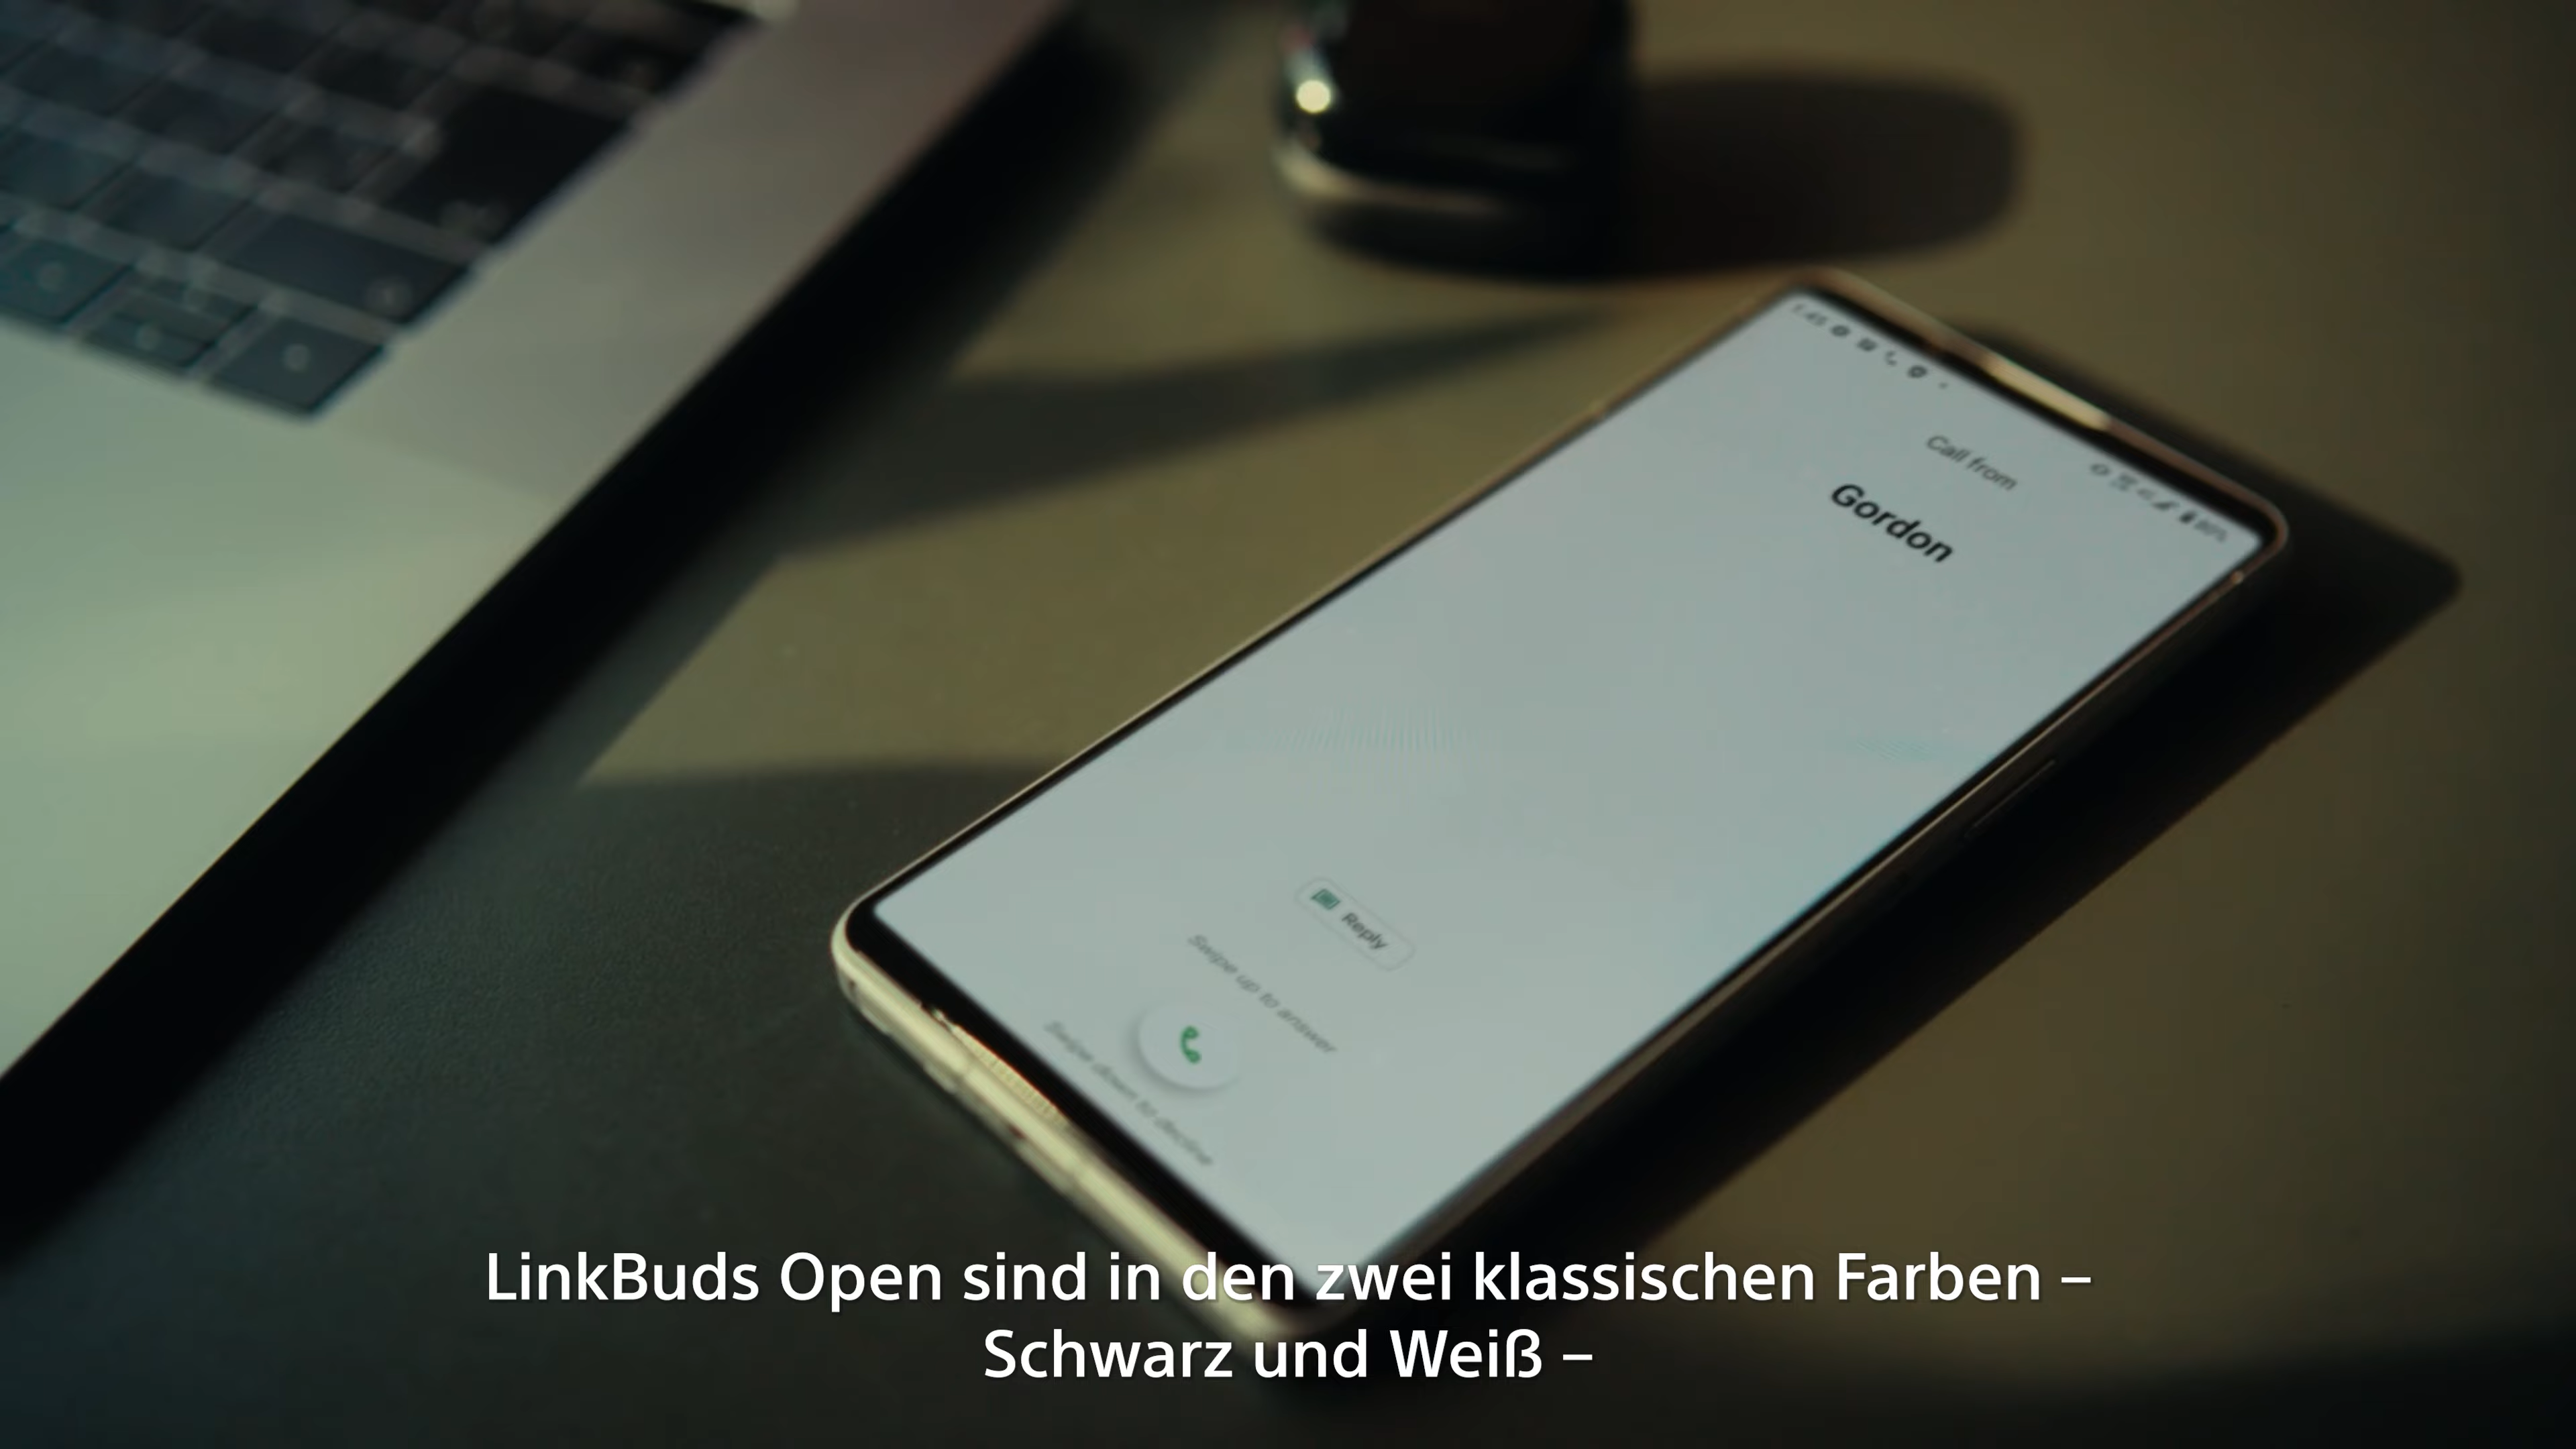 Call from
Gordon
Reply
Swipe up to answer
Swipe down to decline
LinkBuds Open sind in den zwei klassischen Farben –
Schwarz und Weiß –